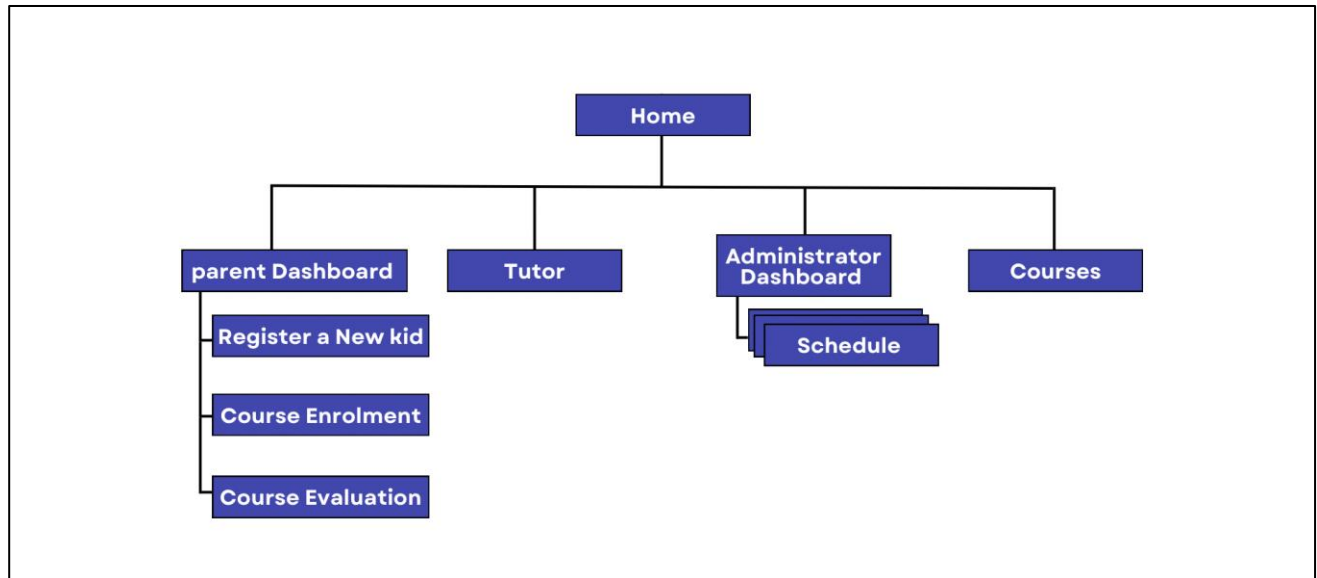 Home
parent Dashboard
Tutor
Administrator
Dashboard
Courses
Register a New kid
Schedule
Course Enrolment
Course Evaluation